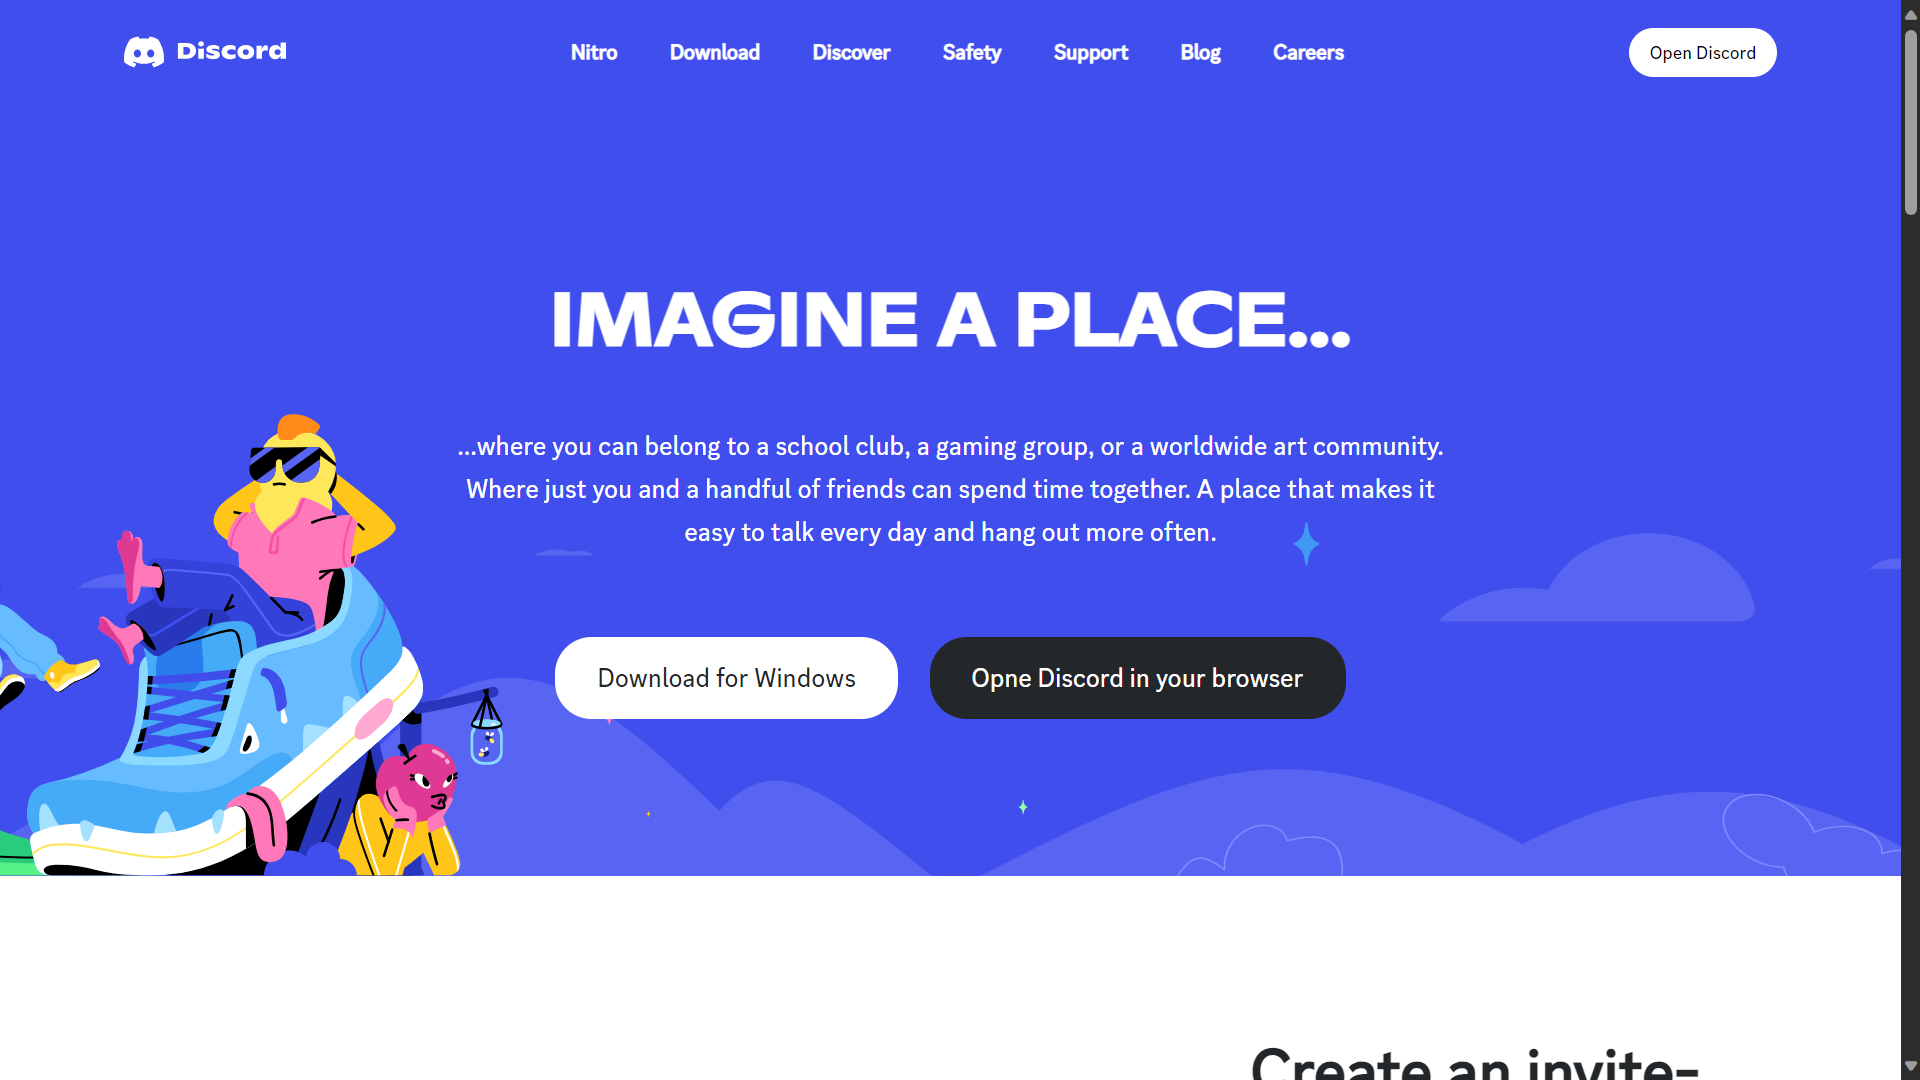 Discord
Nitro
Download
Discover
Safety
Support
Blog
Careers
Open Discord
IMAGINE A PLACE...
...where you can belong to a school club, a gaming group, or a worldwide art community.
Where just you and a handful of friends can spend time together. A place that makes it
easy to talk every day and hang out more often.
Download for Windows
Opne Discord in your browser
Create an invite-